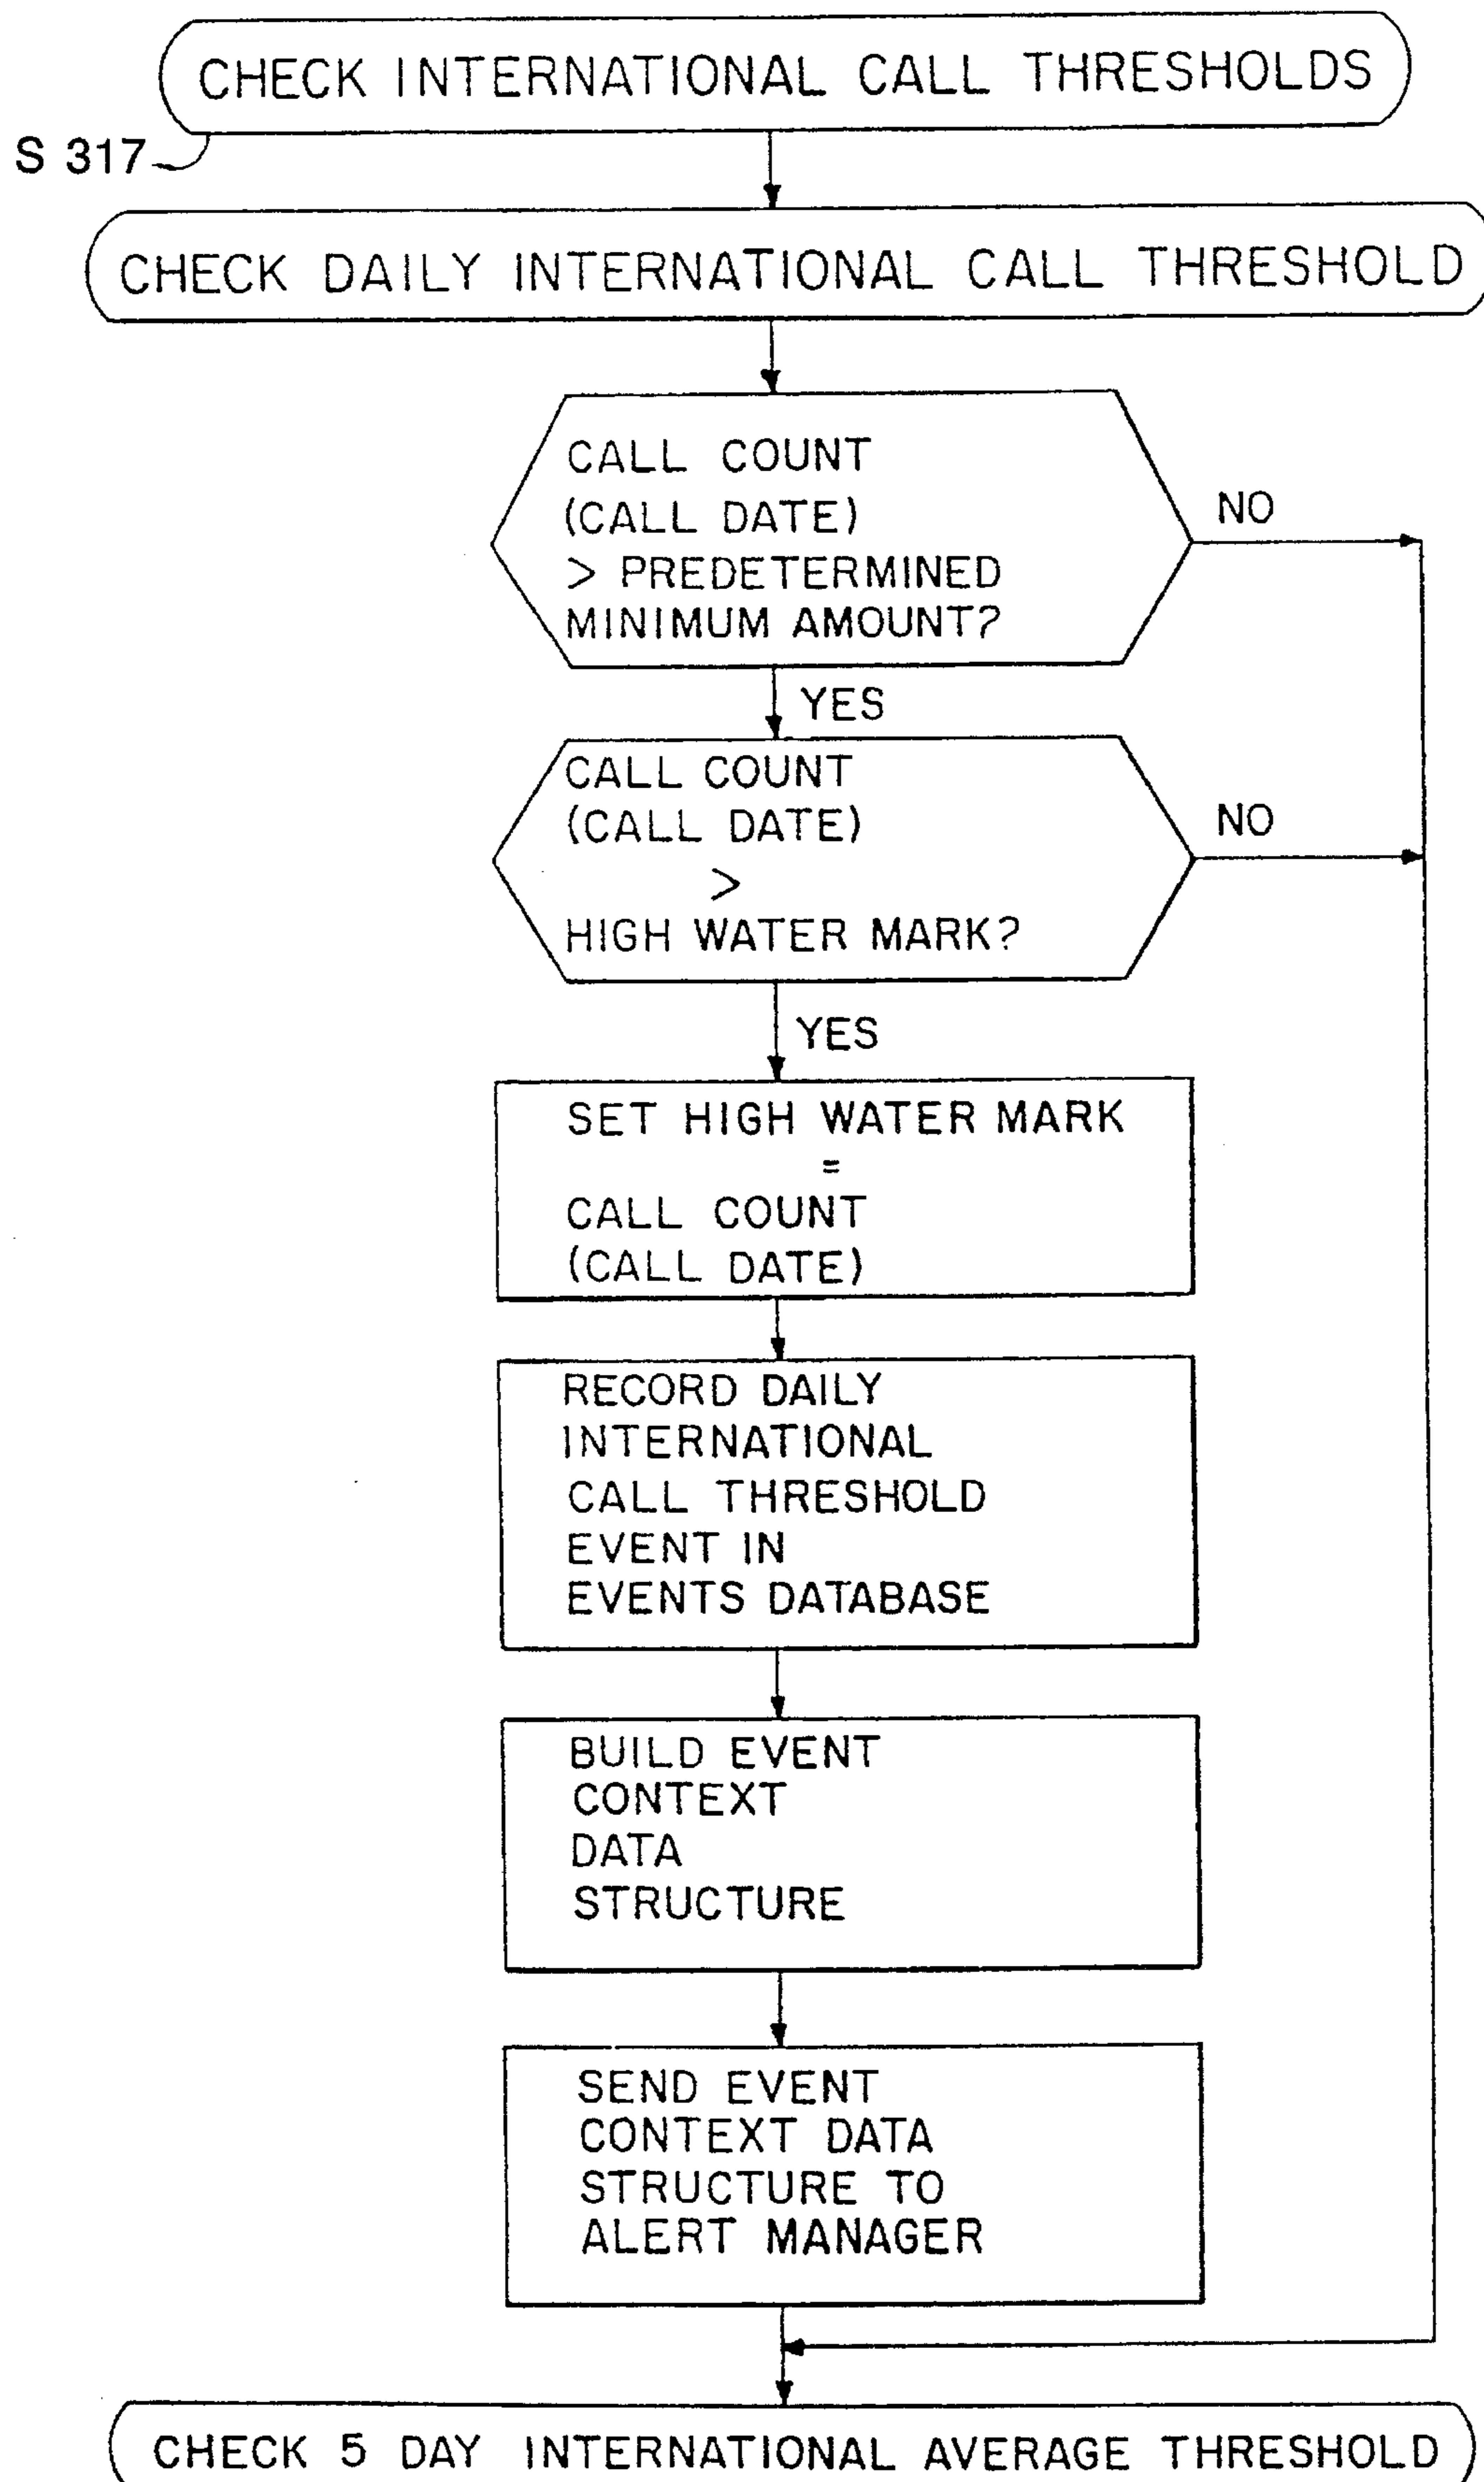 CHECK INTERNATIONAL CALL THRESHOLDS
S 317
CHECK DAILY INTERNATIONAL CALL THRESHOLD
CALL COUNT
(CALL DATE)
> PREDETERMINED
MINIMUM AMOUNT?
NO
YES
CALL COUNT
(CALL DATE)
>
HIGH WATER MARK?
NO
YES
SET HIGH WATER MARK
=
CALL COUNT
(CALL DATE)
RECORD DAILY
INTERNATIONAL
CALL THRESHOLD
EVENT IN
EVENTS DATABASE
BUILD EVENT
CONTEXT
DATA
STRUCTURE
SEND EVENT
CONTEXT DATA
STRUCTURE TO
ALERT MANAGER
CHECK 5 DAY INTERNATIONAL AVERAGE THRESHOLD